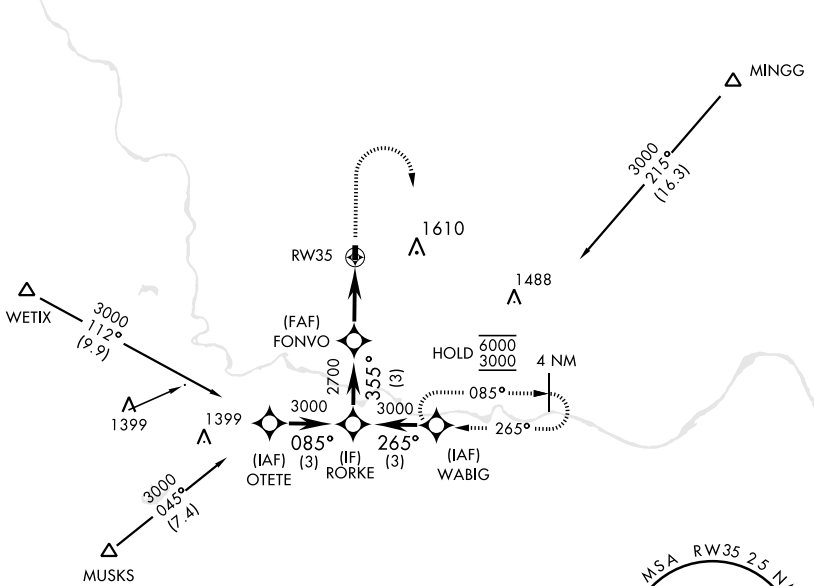 MINGG
3000
215°
(16.3)
1610
RW35
1488
WETIX
3000
112°
(9.9)
(FAF)
FONVO
HOLD
6000
3000
4 NM
2700
355°
(3)
085°
1399
1399
3000
3000
265°
085°
(3)
265°
(3)
(IAF)
OTETE
(IF)
RORKE
(IAF)
WABIG
3000
045°
(7.4)
MUSKS
MSA RW35 25